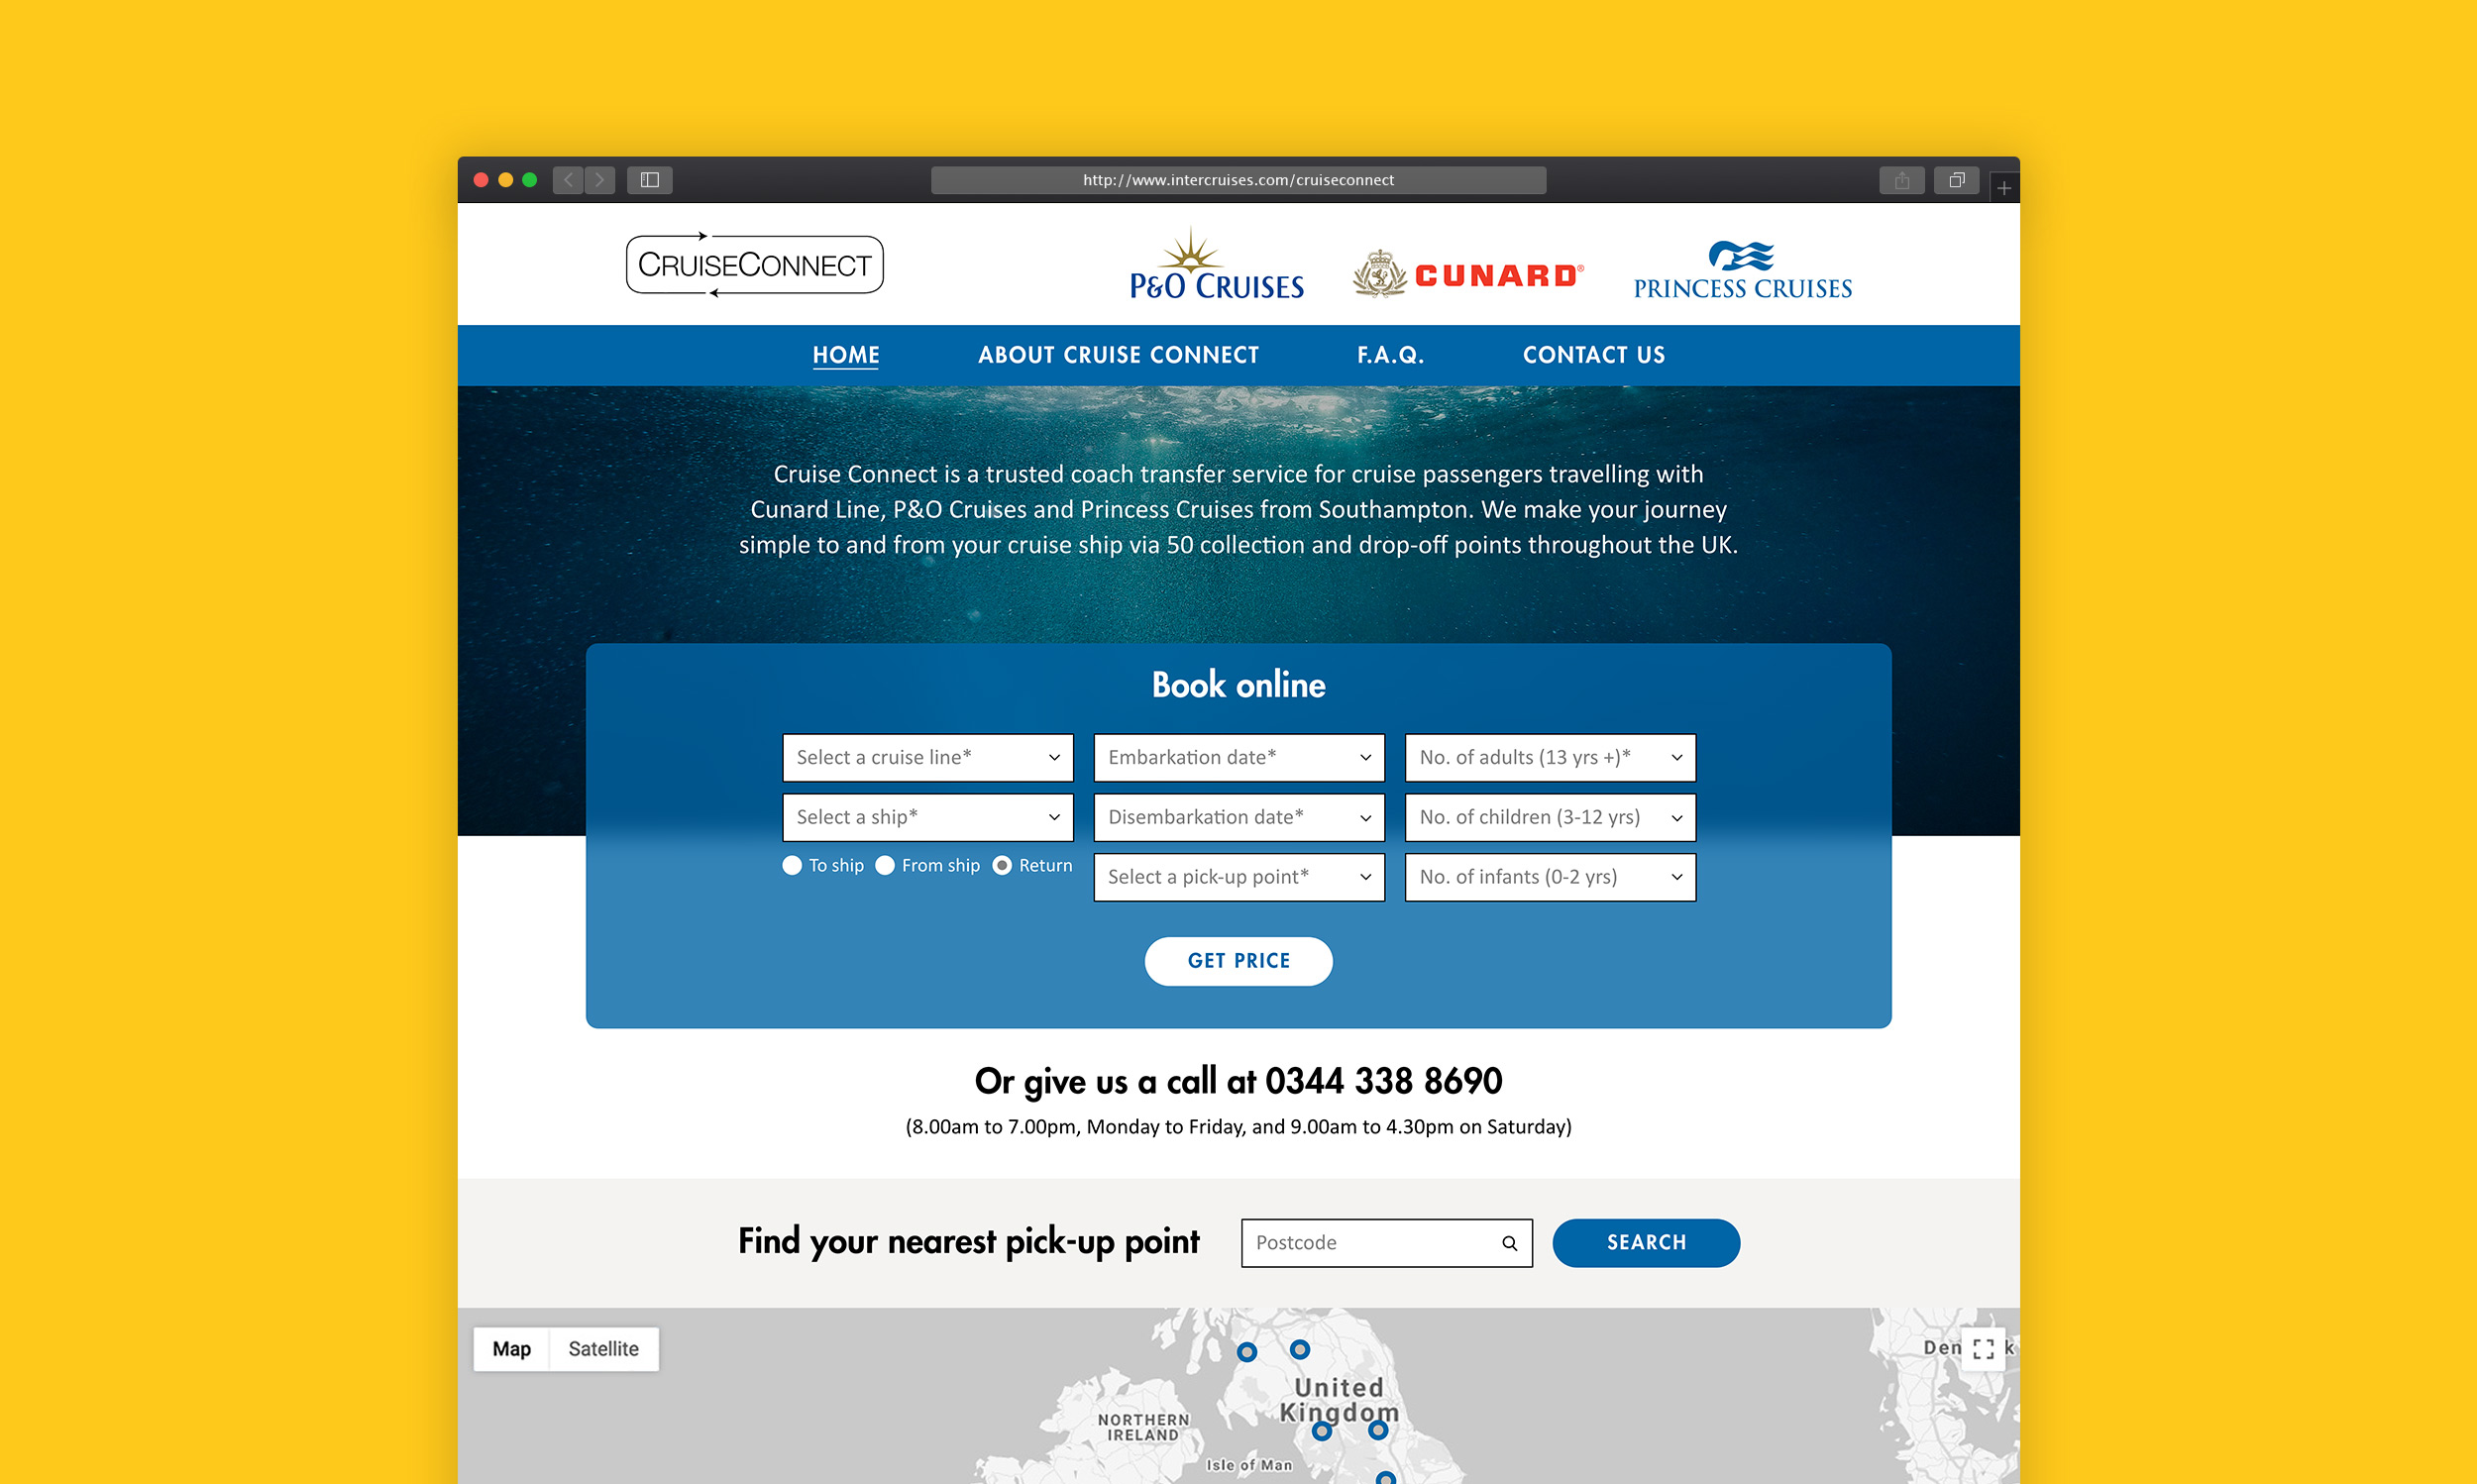 http://www.intercruises.com/cruiseconnect
CRUISECONNECT
P&O CRUISES
CUNARD®
PRINCESS CRUISES
HOME
ABOUT CRUISE CONNECT
F.A.Q.
CONTACT US
Cruise Connect is a trusted coach transfer service for cruise passengers travelling with
Cunard Line, P&O Cruises and Princess Cruises from Southampton. We make your journey
simple to and from your cruise ship via 50 collection and drop-off points throughout the UK.
Book online
Select a cruise line*
Embarkation date*
No. of adults (13 yrs +)*
Select a ship*
Disembarkation date*
No. of children (3-12 yrs)
To ship
From ship
Return
Select a pick-up point*
No. of infants (0-2 yrs)
GET PRICE
Or give us a call at 0344 338 8690
(8.00am to 7.00pm, Monday to Friday, and 9.00am to 4.30pm on Saturday)
Find your nearest pick-up point
Postcode
SEARCH
Map
Satellite
United
Kingdom
NORTHERN
IRELAND
Isle of Man